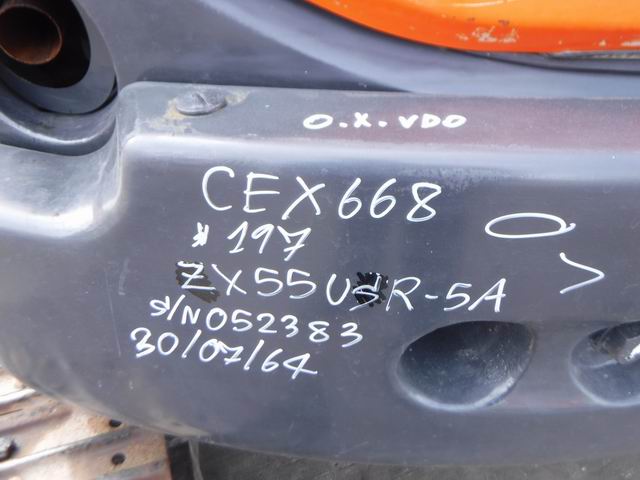 O.X.VDO
CEX668
*197
ZX55USR-5A
S/N052383
30/07/64